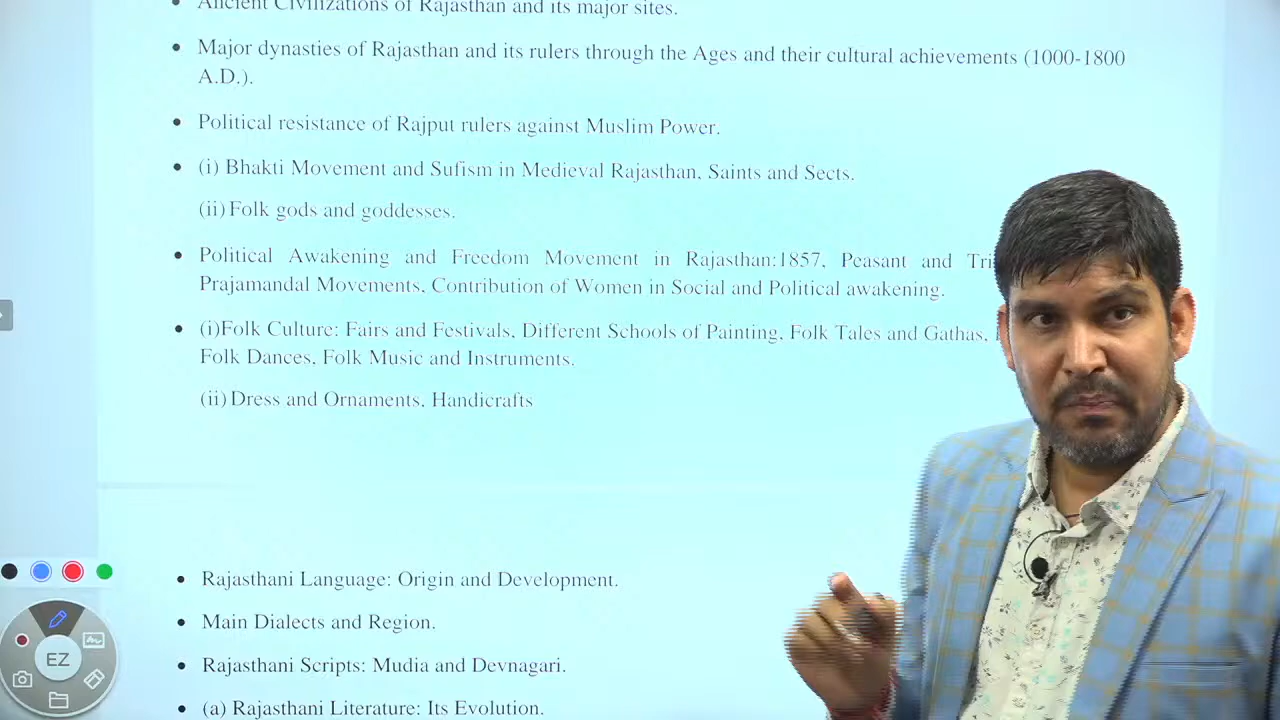 Ancient Civilizations of Rajasthan and its major sites.
Major dynasties of Rajasthan and its rulers through the Ages and their cultural achievements (1000-1800
A.D.).
Political resistance of Rajput rulers against Muslim Power.
(i) Bhakti Movement and Sufism in Medieval Rajasthan, Saints and Sects.
(ii) Folk gods and goddesses.
Political Awakening and Freedom Movement in Rajasthan:1857, Peasant and
Prajamandal Movements, Contribution of Women in Social and Political awakening.
(i)Folk Culture: Fairs and Festivals, Different Schools of Painting, Folk Tales and Gathas,
Folk Dances, Folk Music and Instruments.
(ii) Dress and Ornaments, Handicrafts
Rajasthani Language: Origin and Development.
Main Dialects and Region.
Rajasthani Scripts: Mudia and Devnagari.
(a) Rajasthani Literature: Its Evolution.
EZ